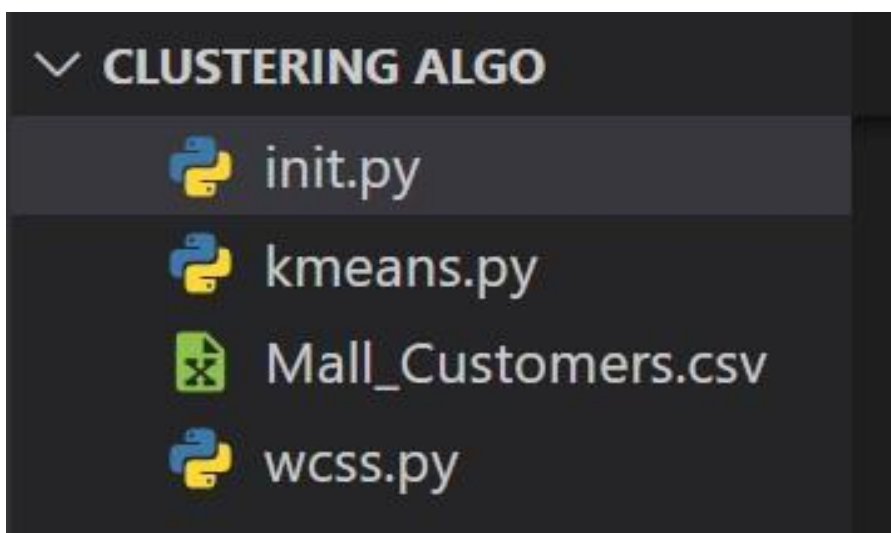 CLUSTERING ALGO
init.py
kmeans.py
Mall_Customers.csv
wcss.py